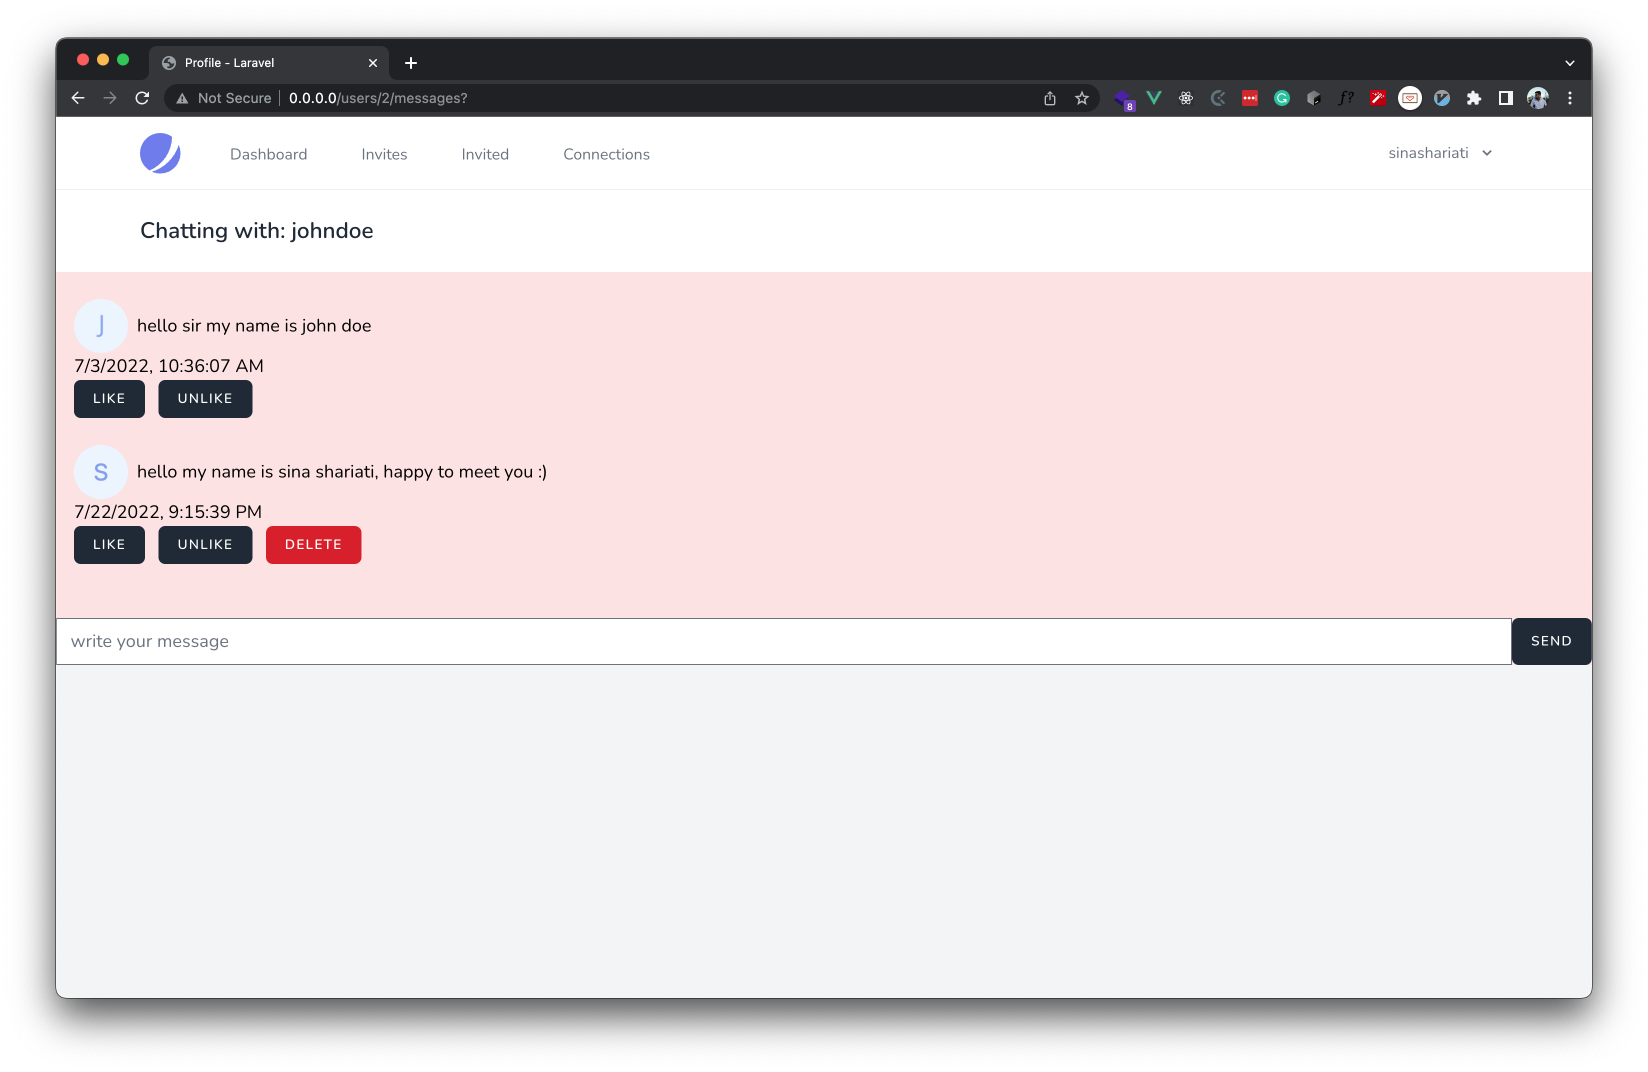 Profile - Laravel
Not Secure 0.0.0.0/users/2/messages?
8
G
f?
Dashboard Invites Invited Connections sinashariati
Chatting with: johndoe
J hello sir my name is john doe
7/3/2022, 10:36:07 AM
LIKE UNLIKE
S hello my name is sina shariati, happy to meet you :)
7/22/2022, 9:15:39 PM
LIKE UNLIKE DELETE
write your message SEND